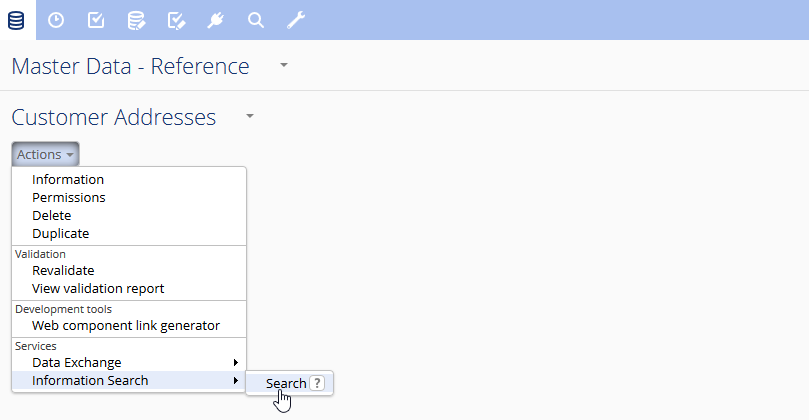 Master Data - Reference
Customer Addresses
Actions
Information
Permissions
Delete
Duplicate
Validation
Revalidate
View validation report
Development tools
Web component link generator
Services
Data Exchange
Information Search
Search ?